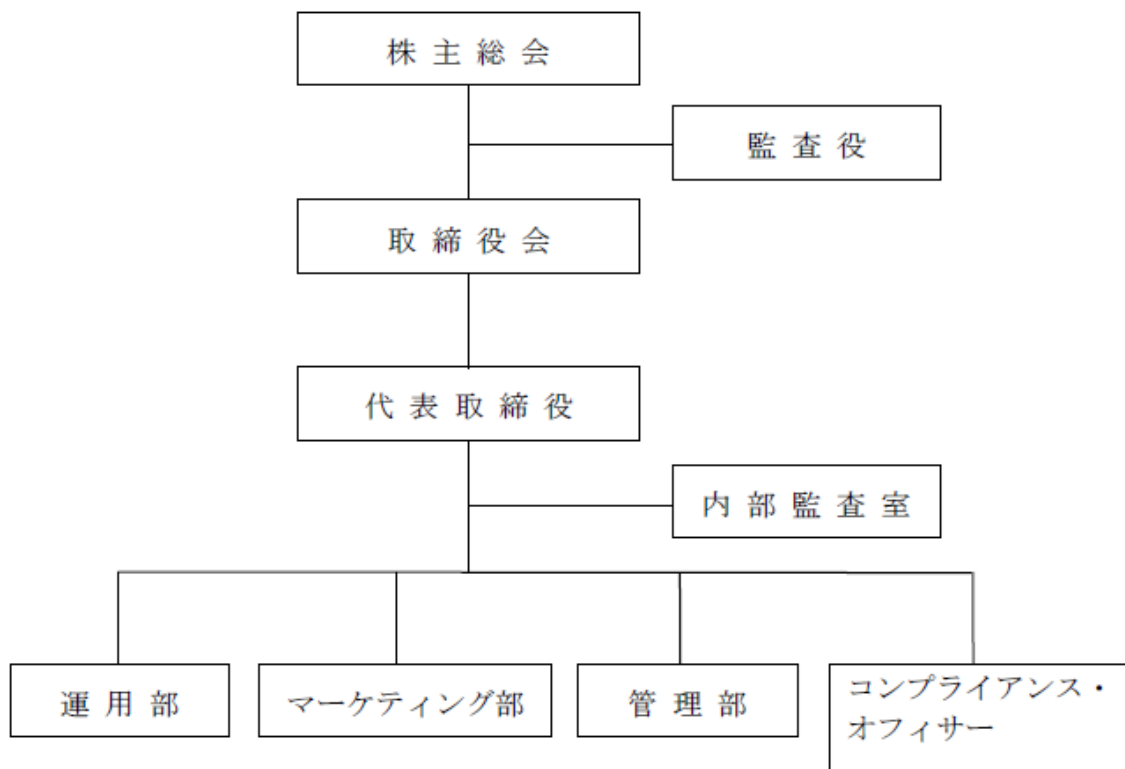 株主総会
監査役
取締役会
代表取締役
内部監査室
運用部
マーケティング部
管理部
コンプライアンス・
オフィサー